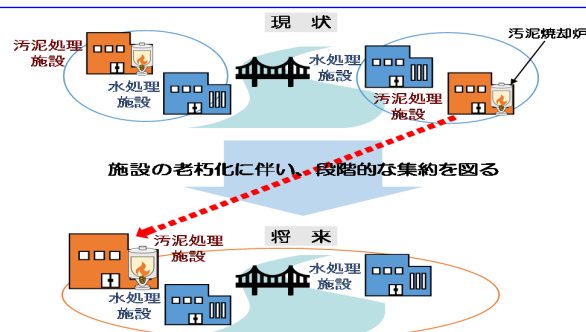 現 状
汚泥処理
施設
水処理
施設
水処理
施設
汚泥処理
施設
汚泥焼却炉
施設の老朽化に伴い、段階的な集約を図る
将 来
汚泥処理
施設
水処理
施設
水処理
施設